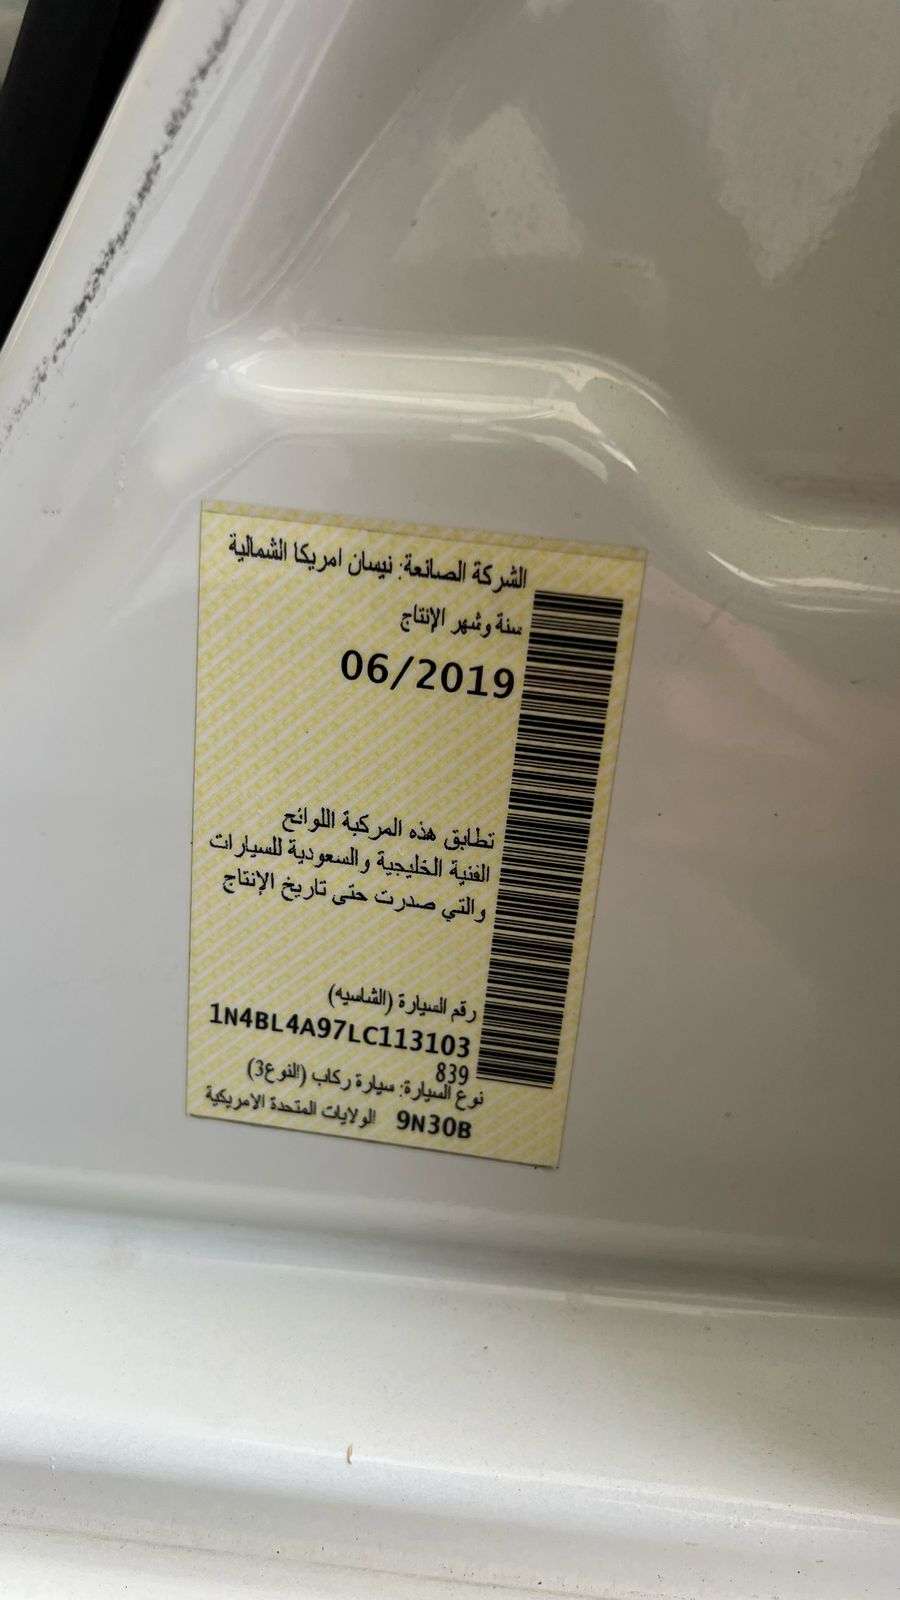 الشركة الصانعة: نيسان امريكا الشمالية
سنة وشهر الإنتاج
06/2019
تطابق هذه المركبة اللوائح
الفنية الخليجية والسعودية للسيارات
والتي صدرت حتى تاريخ الإنتاج
رقم السيارة (الشاسيه)
1N4BL4A97LC113103
839
نوع السيارة: سيارة ركاب (النوع3)
9N30B الولايات المتحدة الامريكية